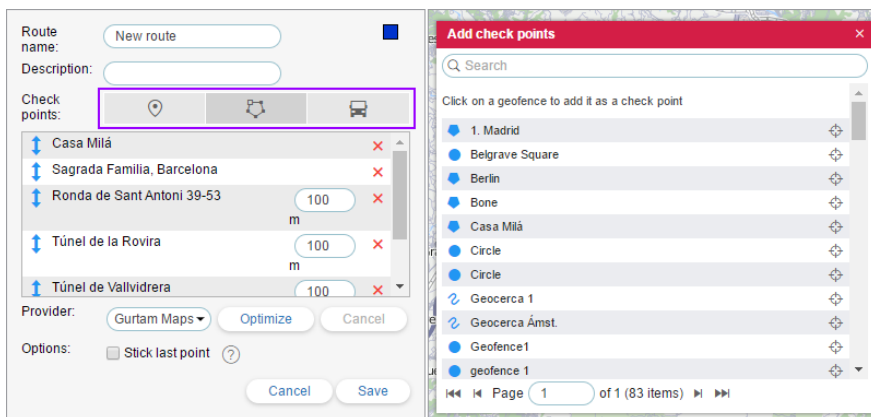 Route
name:
New route
Description:
Check
points:
Casa Milá
Sagrada Familia, Barcelona
Ronda de Sant Antoni 39-53
100
m
Túnel de la Rovira
100
m
Túnel de Vallvidrera
100
Provider:
Gurtam Maps
Optimize
Cancel
Options:
Stick last point
?
Cancel
Save
Add check points
×
Search
Click on a geofence to add it as a check point
1. Madrid
Belgrave Square
Berlin
Bone
Casa Milá
Circle
Circle
Geocerca 1
Geocerca Ámst.
Geofence1
geofence 1
Page 1 of 1 (83 items)